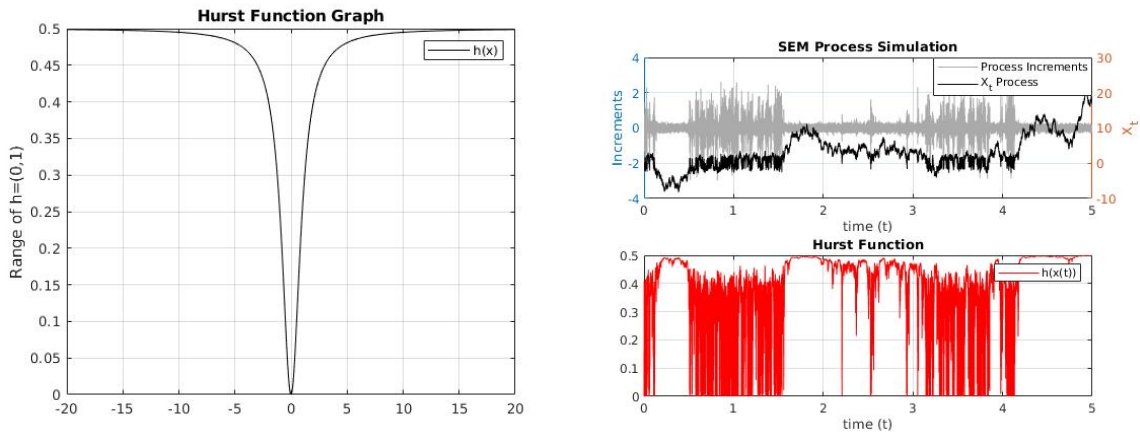 Hurst Function Graph
Range of h=(0,1)
0.5
0.45
0.4
0.35
0.3
0.25
0.2
0.15
0.1
0.05
0
-20 -15 -10 -5 0 5 10 15 20
h(x)
SEM Process Simulation
Increments
4
2
0
-2
-4
Process Increments
X_t Process
30
20
10
0
-10
X_t
0 1 2 3 4 5
time (t)
Hurst Function
0.5
0.4
0.3
0.2
0.1
0
h(x(t))
0 1 2 3 4 5
time (t)